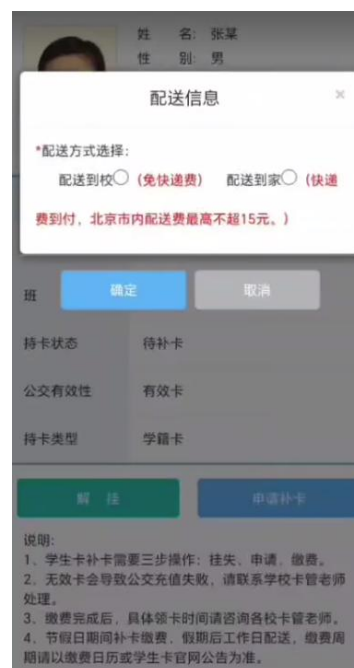 姓 名: 张某
性 别: 男
配送信息 ×
*配送方式选择:
配送到校○ (免快递费) 配送到家○ (快递
费到付，北京市内配送费最高不超15元。)
班
确定 取消
持卡状态 待补卡
公交有效性 有效卡
持卡类型 学籍卡
解 挂 申请补卡
说明:
1、学生卡补卡需要三步操作: 挂失、申请、缴费。
2、无效卡会导致公交充值失败，请联系学校卡管老师
处理。
3、缴费完成后，具体领卡时间请咨询各校卡管老师。
4、节假日期间补卡缴费，假期后工作日配送，缴费周
期请以缴费日历或学生卡官网公告为准。